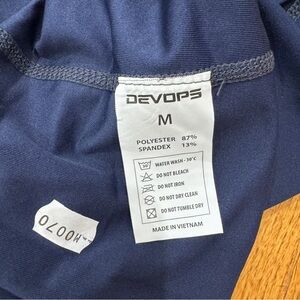 DEVOPS
M
POLYESTER 87%
SPANDEX 13%
WATER WASH - 30°C
DO NOT BLEACH
DO NOT IRON
DO NOT DRY CLEAN
DO NOT TUMBLE DRY
MADE IN VIETNAM